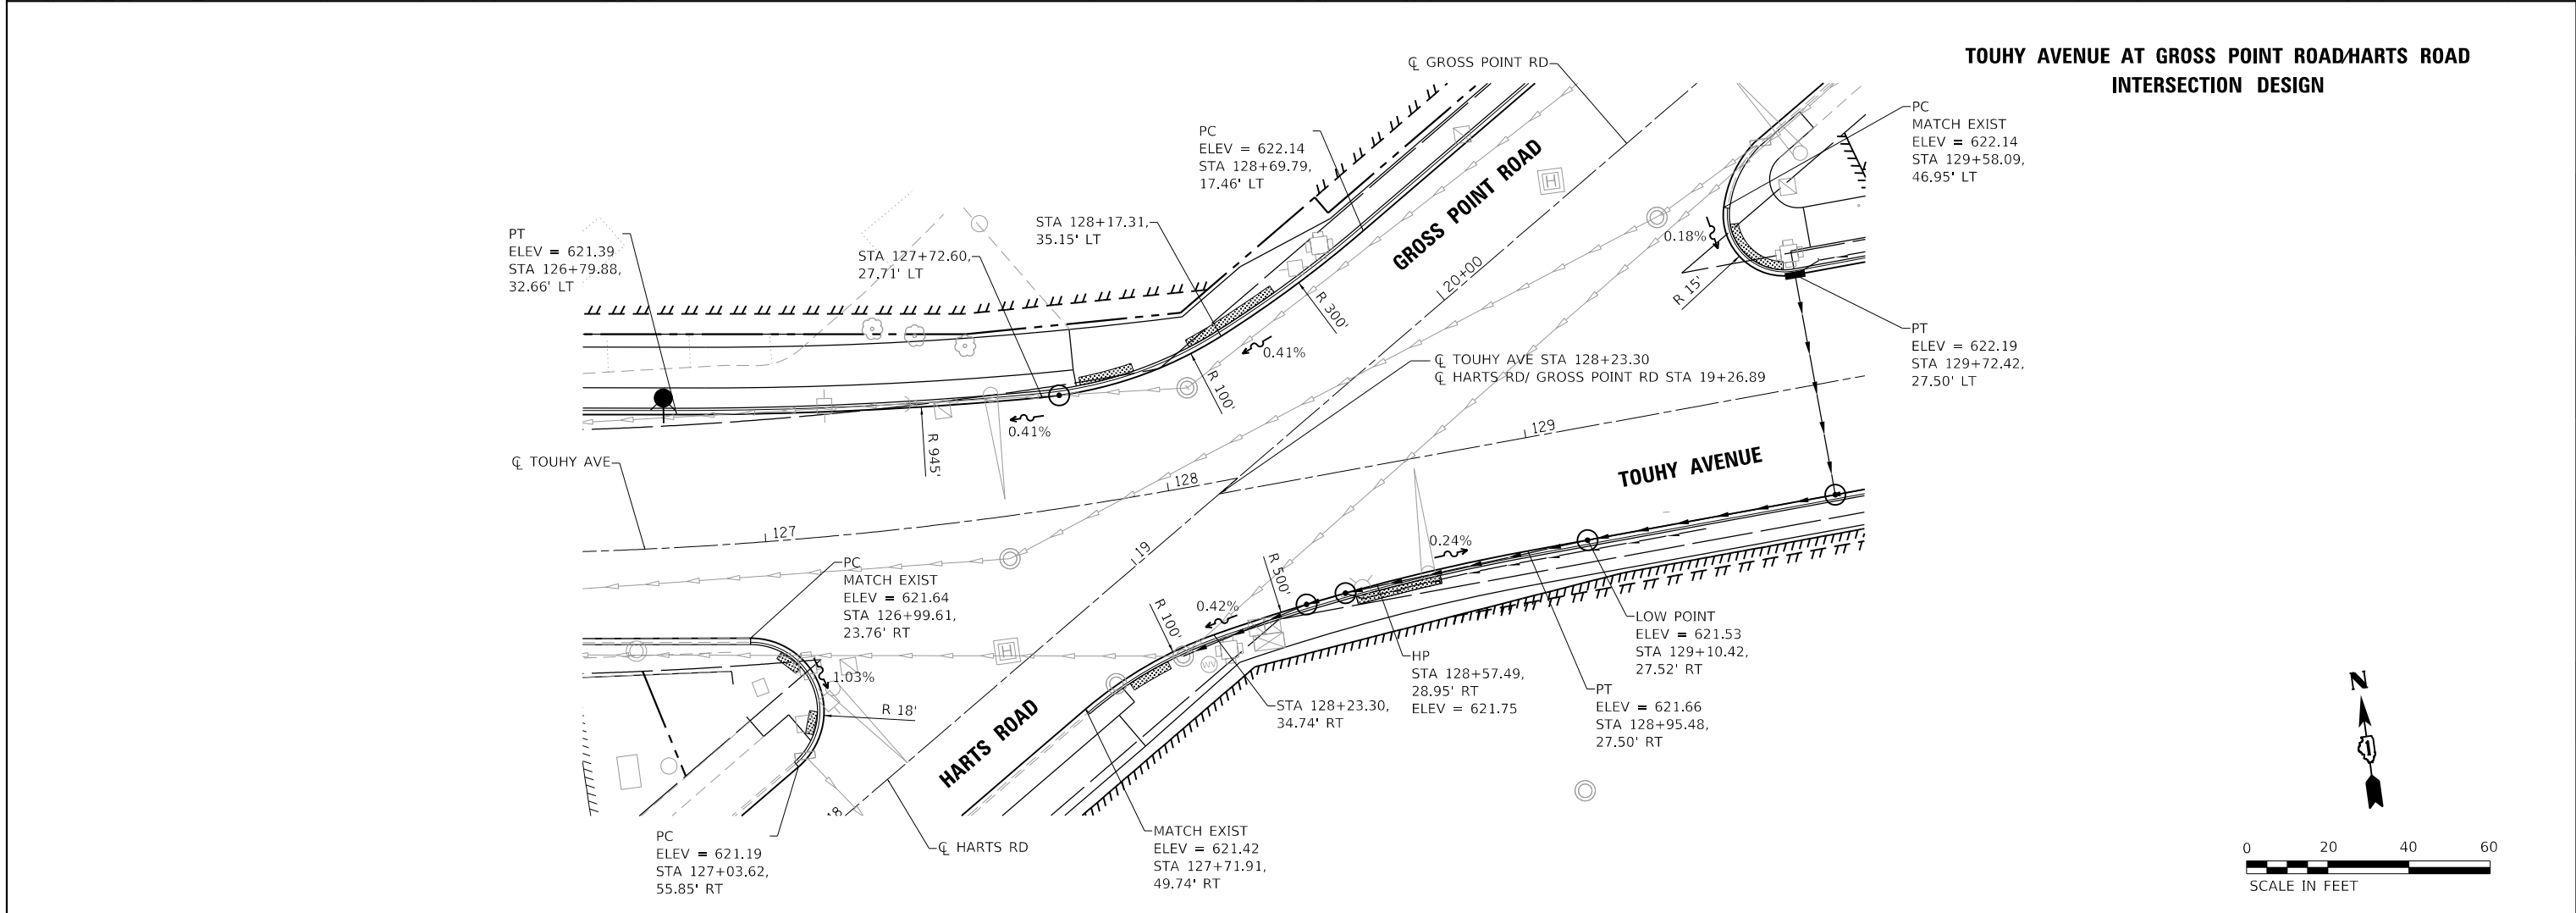 TOUHY AVENUE AT GROSS POINT ROAD/HARTS ROAD
INTERSECTION DESIGN
℄ GROSS POINT RD
PC
MATCH EXIST
ELEV = 622.14
STA 129+58.09,
46.95' LT
PC
ELEV = 622.14
STA 128+69.79,
17.46' LT
GROSS POINT ROAD
H
STA 128+17.31,
35.15' LT
PT
ELEV = 621.39
STA 126+79.88,
32.66' LT
STA 127+72.60,
27.71' LT
0.18%
20+00
R 15'
R 300'
0.41%
PT
ELEV = 622.19
STA 129+72.42,
27.50' LT
℄ TOUHY AVE STA 128+23.30
℄ HARTS RD/ GROSS POINT RD STA 19+26.89
R 100'
0.41%
R 945'
129
℄ TOUHY AVE
TOUHY AVENUE
128
127
19
0.24%
R 500'
PC
MATCH EXIST
ELEV = 621.64
STA 126+99.61,
23.76' RT
0.42%
R 100'
LOW POINT
ELEV = 621.53
STA 129+10.42,
27.52' RT
H
WV
HP
STA 128+57.49,
28.95' RT
ELEV = 621.75
1.03%
R 18'
PT
ELEV = 621.66
STA 128+95.48,
27.50' RT
STA 128+23.30,
34.74' RT
HARTS ROAD
N
1
18
PC
ELEV = 621.19
STA 127+03.62,
55.85' RT
℄ HARTS RD
MATCH EXIST
ELEV = 621.42
STA 127+71.91,
49.74' RT
0 20 40 60
SCALE IN FEET